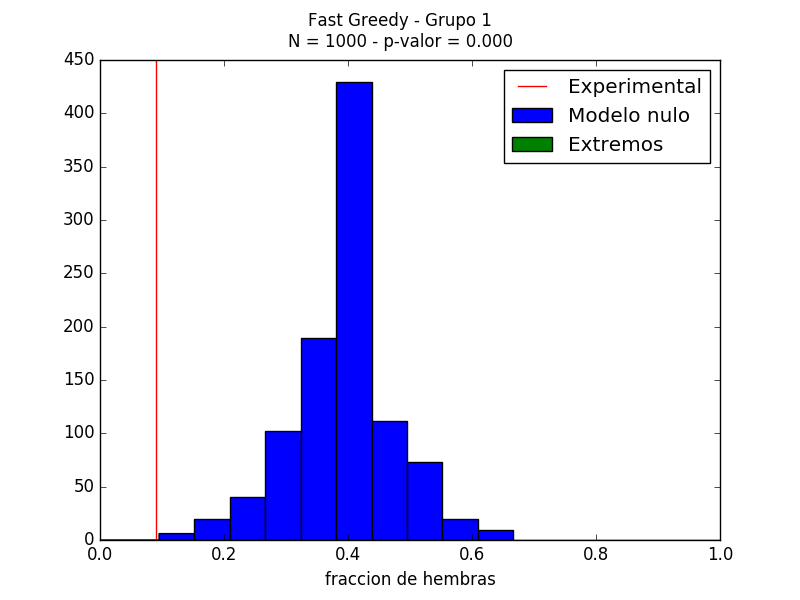 Fast Greedy - Grupo 1
N = 1000 - p-valor = 0.000
450
400
350
300
250
200
150
100
50
0
Experimental
Modelo nulo
Extremos
0.0 0.2 0.4 0.6 0.8 1.0
fraccion de hembras